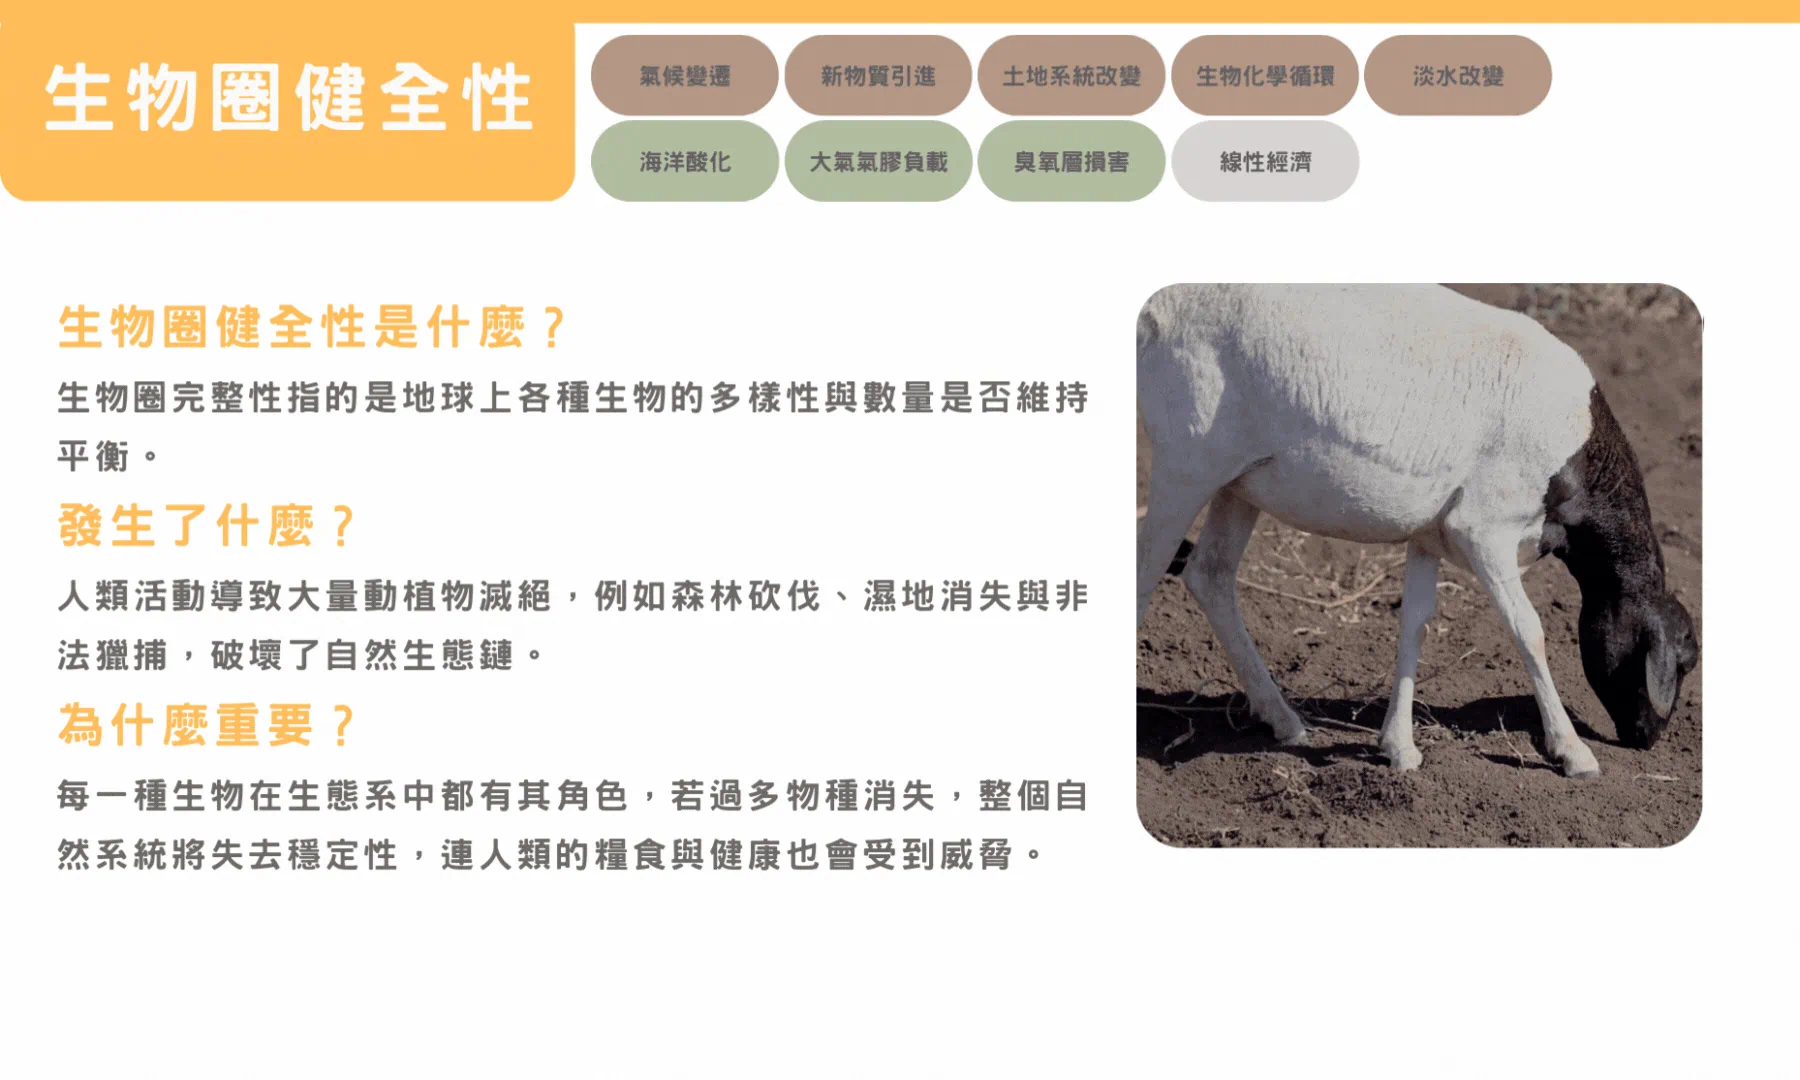 生物圈健全性
氣候變遷
新物質引進
土地系統改變
生物化學循環
淡水改變
海洋酸化
大氣氣膠負載
臭氧層損害
線性經濟
生物圈健全性是什麼？
生物圈完整性指的是地球上各種生物的多樣性與數量是否維持
平衡。
發生了什麼？
人類活動導致大量動植物滅絕，例如森林砍伐、濕地消失與非
法獵捕，破壞了自然生態鏈。
為什麼重要？
每一種生物在生態系中都有其角色，若過多物種消失，整個自
然系統將失去穩定性，連人類的糧食與健康也會受到威脅。